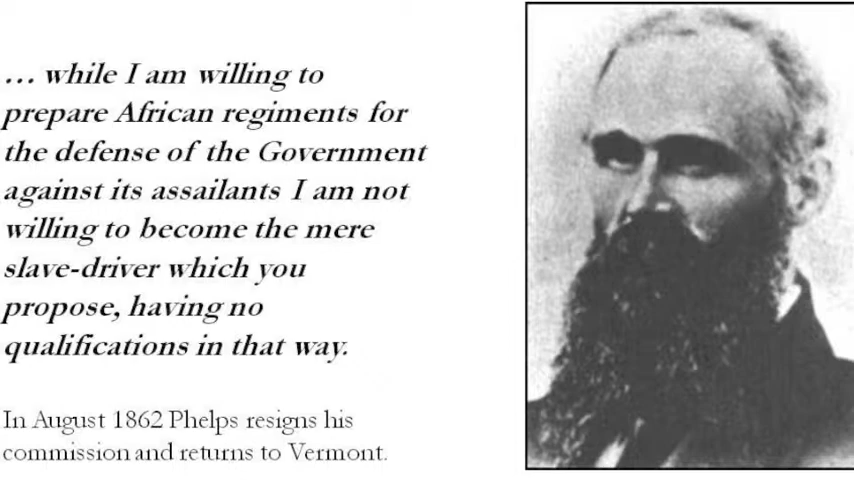 … while I am willing to
prepare African regiments for
the defense of the Government
against its assailants I am not
willing to become the mere
slave-driver which you
propose, having no
qualifications in that way.
In August 1862 Phelps resigns his
commission and returns to Vermont.